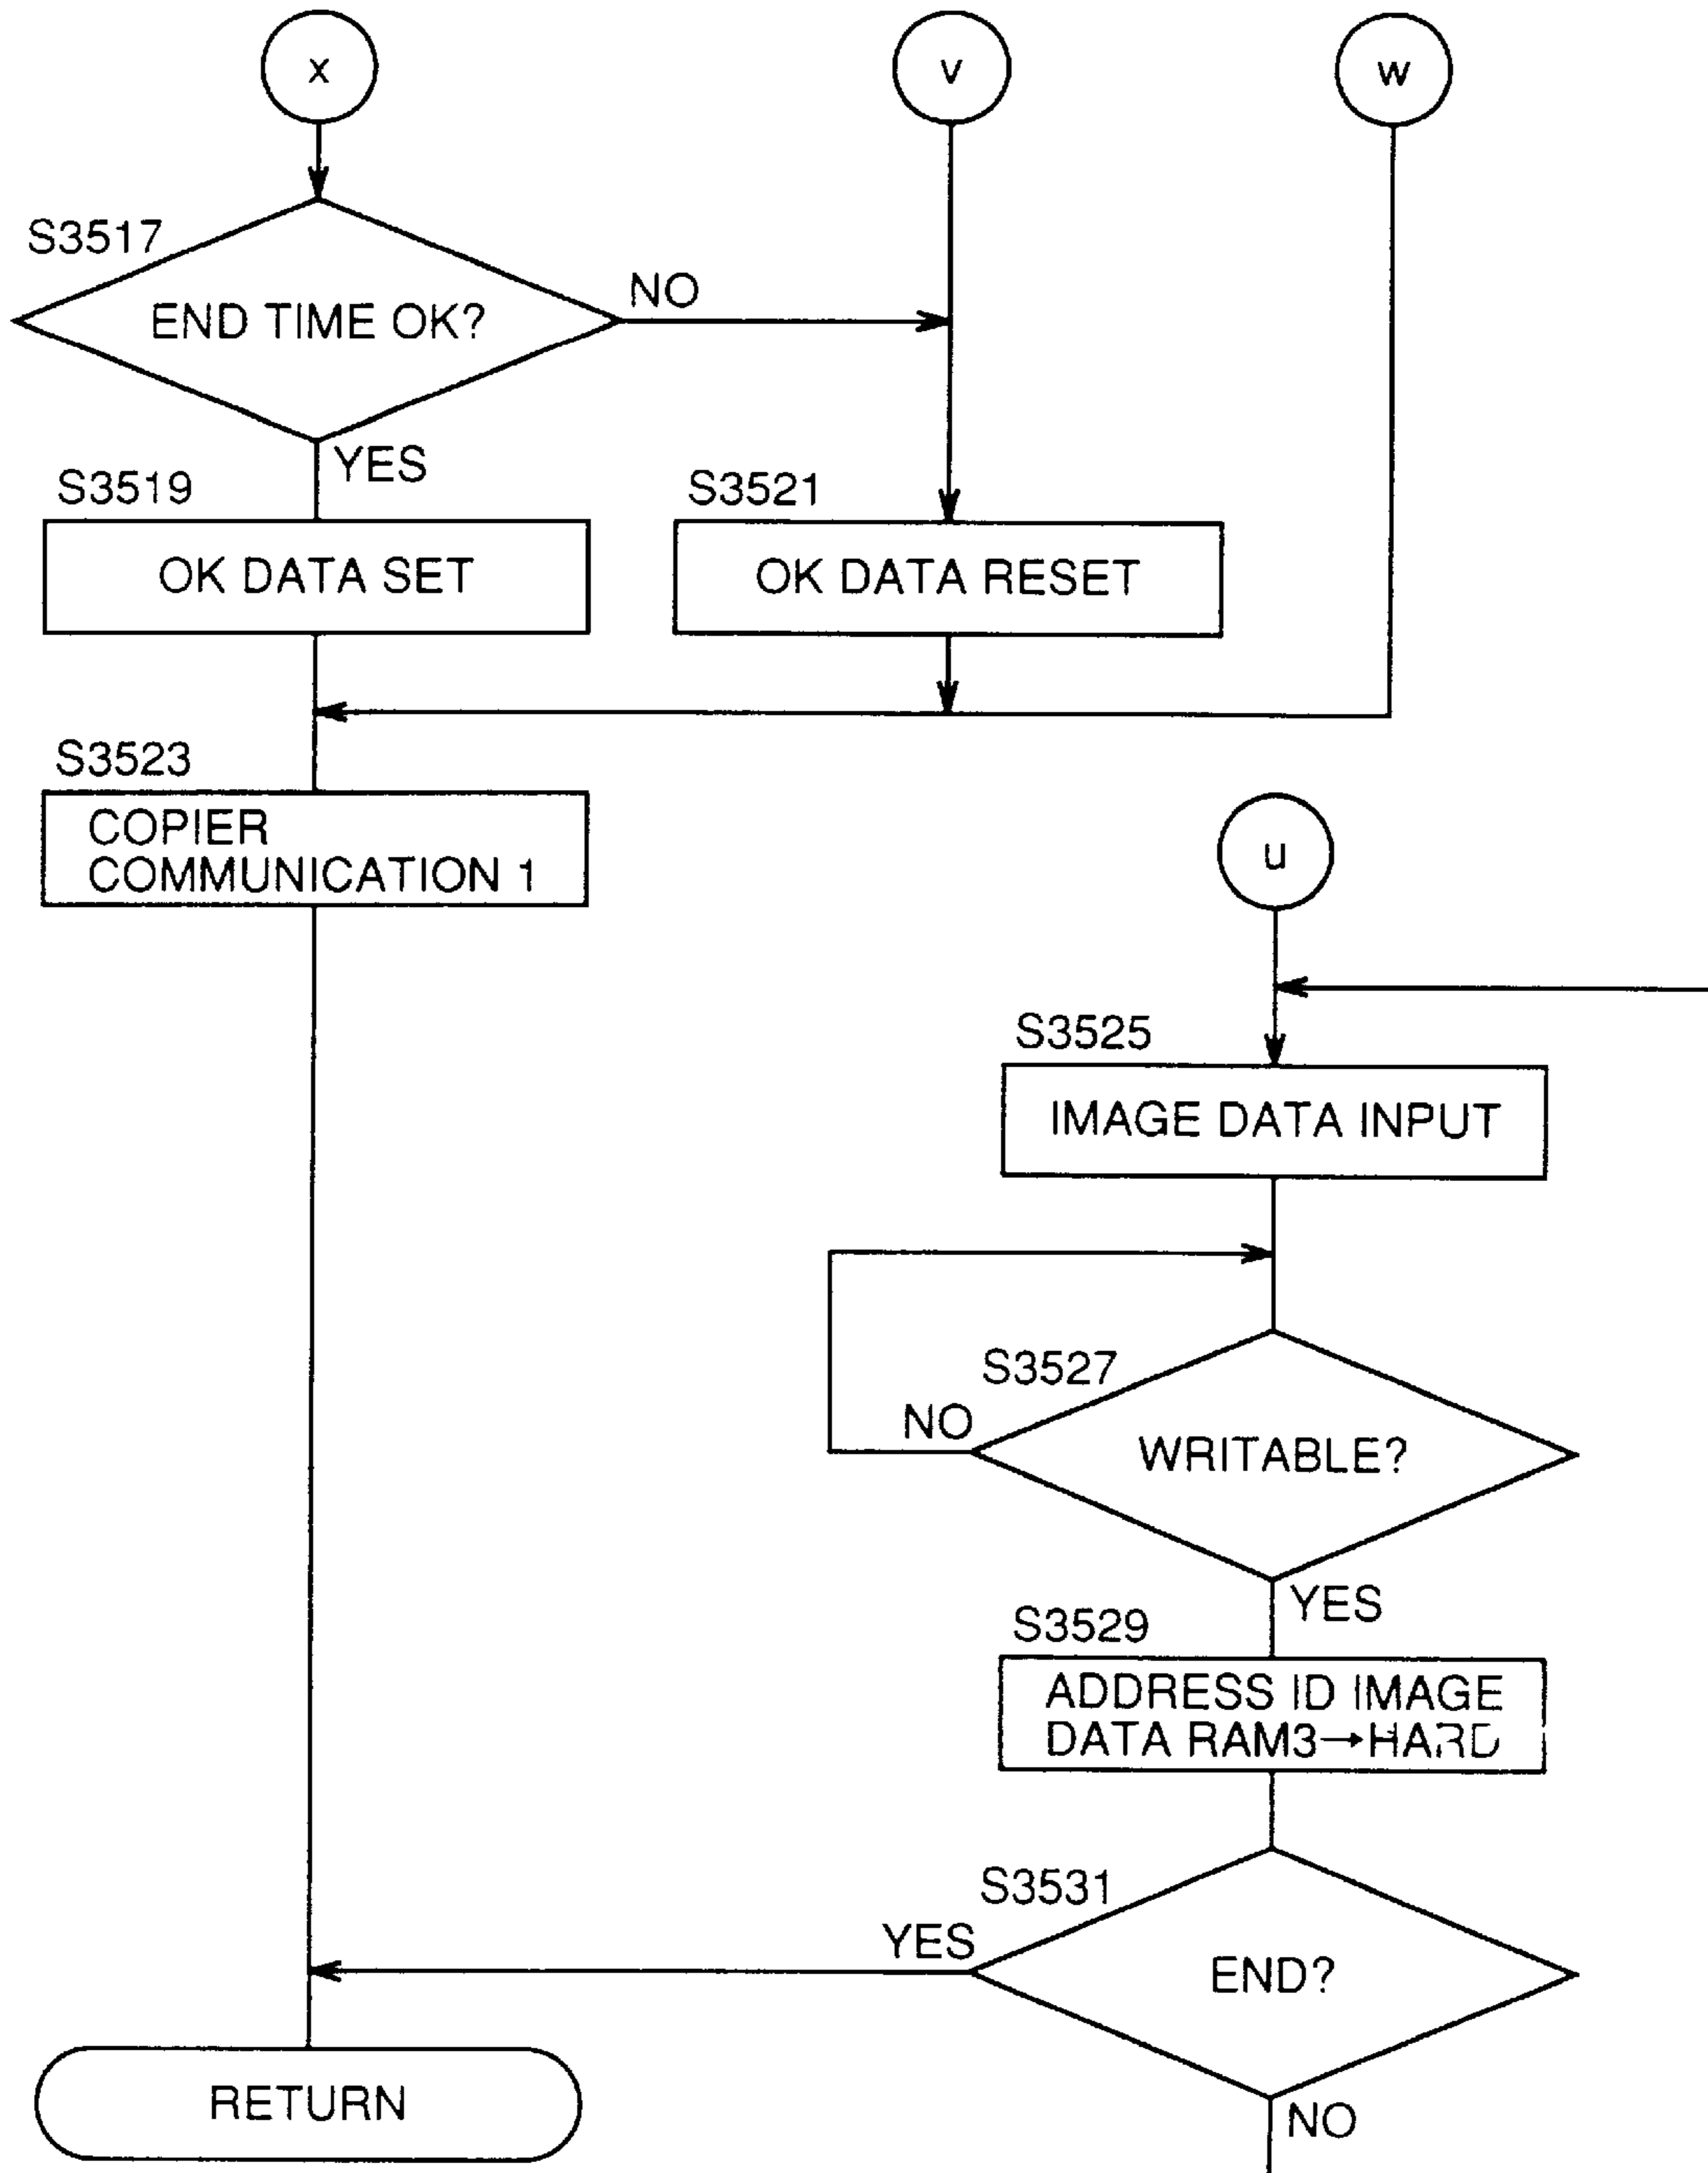 x
v
w
S3517
END TIME OK?
NO
YES
S3519
OK DATA SET
S3521
OK DATA RESET
S3523
COPIER
COMMUNICATION 1
u
S3525
IMAGE DATA INPUT
S3527
NO
WRITABLE?
YES
S3529
ADDRESS ID IMAGE
DATA RAM3→HARD
S3531
YES
END?
NO
RETURN